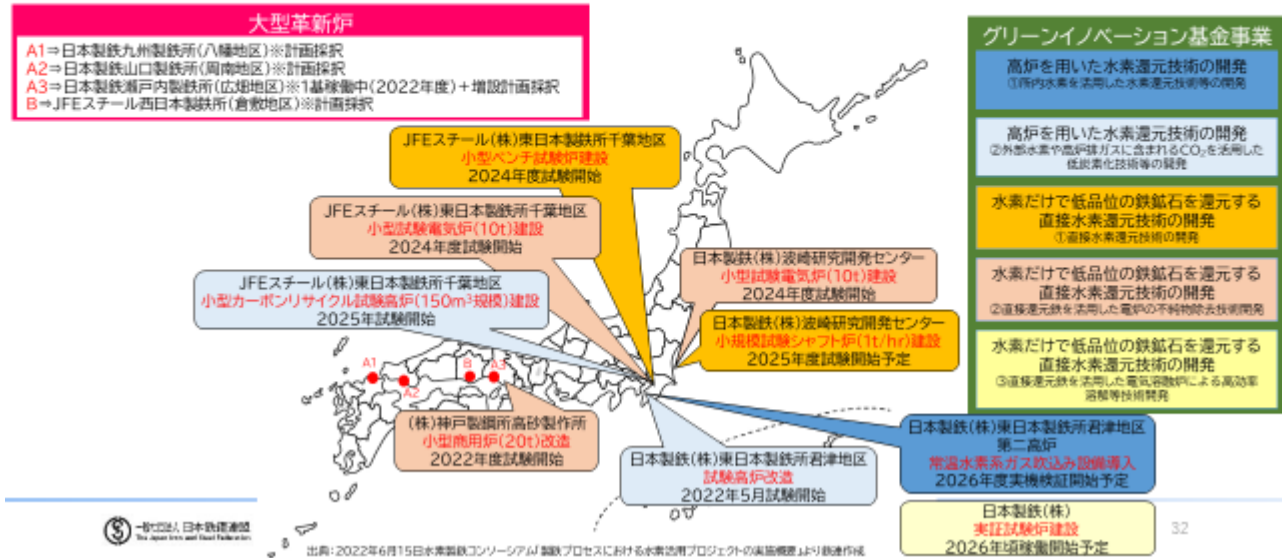 大型革新炉
A1⇒日本製鉄九州製鉄所(八幡地区)※計画採択
A2⇒日本製鉄山口製鉄所(周南地区)※計画採択
A3⇒日本製鉄瀬戸内製鉄所(広畑地区)※1基稼働中(2022年度)+増設計画採択
B⇒JFEスチール西日本製鉄所(倉敷地区)※計画採択
グリーンイノベーション基金事業
高炉を用いた水素還元技術の開発
①所内水素を活用した水素還元技術等の開発
高炉を用いた水素還元技術の開発
②外部水素や高炉排ガスに含まれるCO₂を活用した
低炭素化技術等の開発
水素だけで低品位の鉄鉱石を還元する
直接水素還元技術の開発
①直接水素還元技術の開発
水素だけで低品位の鉄鉱石を還元する
直接水素還元技術の開発
②直接還元鉄を活用した電炉の不純物除去技術開発
水素だけで低品位の鉄鉱石を還元する
直接水素還元技術の開発
③直接還元鉄を活用した電気溶融炉による高効率
溶解等技術開発
JFEスチール(株)東日本製鉄所千葉地区
小型ベンチ試験炉建設
2024年度試験開始
JFEスチール(株)東日本製鉄所千葉地区
小型試験電気炉(10t)建設
2024年度試験開始
JFEスチール(株)東日本製鉄所千葉地区
小型カーボンリサイクル試験高炉(150m³規模)建設
2025年試験開始
日本製鉄(株)波崎研究開発センター
小型試験電気炉(10t)建設
2024年度試験開始
日本製鉄(株)波崎研究開発センター
小規模試験シャフト炉(1t/hr)建設
2025年度試験開始予定
A1
A2
B
A3
(株)神戸製鋼所高砂製作所
小型商用炉(20t)改造
2022年度試験開始
日本製鉄(株)東日本製鉄所君津地区
試験高炉改造
2022年5月試験開始
日本製鉄(株)東日本製鉄所君津地区
第二高炉
常温水素系ガス吹込み設備導入
2026年度実機検証開始予定
日本製鉄(株)
実証試験炉建設
2026年頃稼働開始予定
一般社団法人 日本鉄鋼連盟
The Japan Iron and Steel Federation
出典:2022年6月15日水素製鉄コンソーシアム「製鉄プロセスにおける水素活用プロジェクトの実施概要」より鉄連作成
32